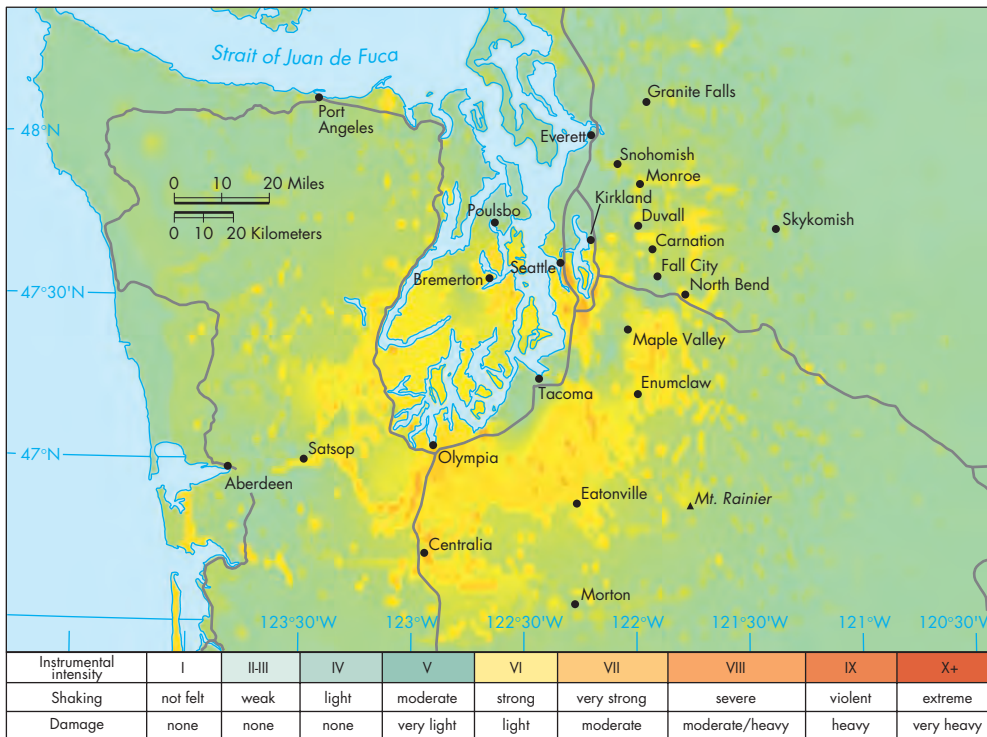 Strait of Juan de Fuca
Port
Angeles
Granite Falls
48°N
Everett
Snohomish
Monroe
0 10 20 Miles
0 10 20 Kilometers
Kirkland
Poulsbo
Duvall
Skykomish
Carnation
Seattle
Fall City
Bremerton
North Bend
47°30'N
Maple Valley
Tacoma
Enumclaw
47°N
Satsop
Olympia
Aberdeen
Eatonville
Mt. Rainier
Centralia
Morton
123°30'W 123°W 122°30'W 122°W 121°30'W 121°W 120°30'W
Instrumental
intensity I II-III IV V VI VII VIII IX X+
Shaking not felt weak light moderate strong very strong severe violent extreme
Damage none none none very light light moderate moderate/heavy heavy very heavy